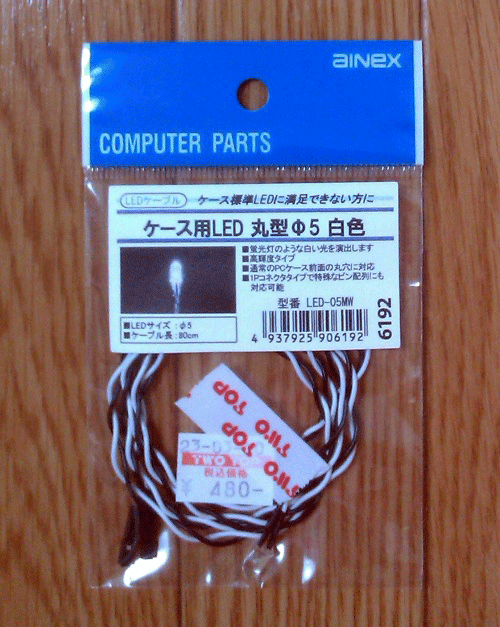 ainex
COMPUTER PARTS
LEDケーブル ケース標準LEDに満足できない方に
ケース用LED 丸型Φ5 白色
■蛍光灯のような白い光を演出します
■高輝度タイプ
■通常のPCケース前面の丸穴に対応
■1Pコネクタタイプで特殊なピン配列にも
対応可能
型番 LED-05MW
■LEDサイズ:φ5
■ケーブル長:80cm
4 937925 906192
6192
TWO TOP
TWO TOP
TOP
TWO
税込価格
¥ 480-